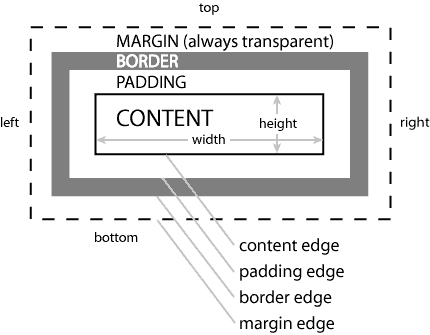 top
MARGIN (always transparent)
BORDER
PADDING
CONTENT
height
left
right
width
bottom
content edge
padding edge
border edge
margin edge